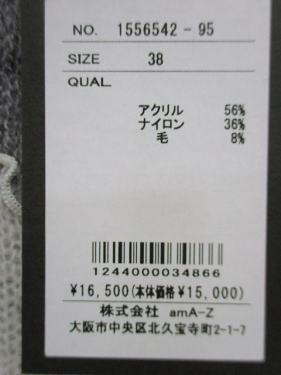 NO. 1556542-95
SIZE 38
QUAL
アクリル 56%
ナイロン 36%
毛 8%
1244000034866
¥16,500(本体価格¥15,000)
株式会社 amA-Z
大阪市中央区北久宝寺町2-1-7